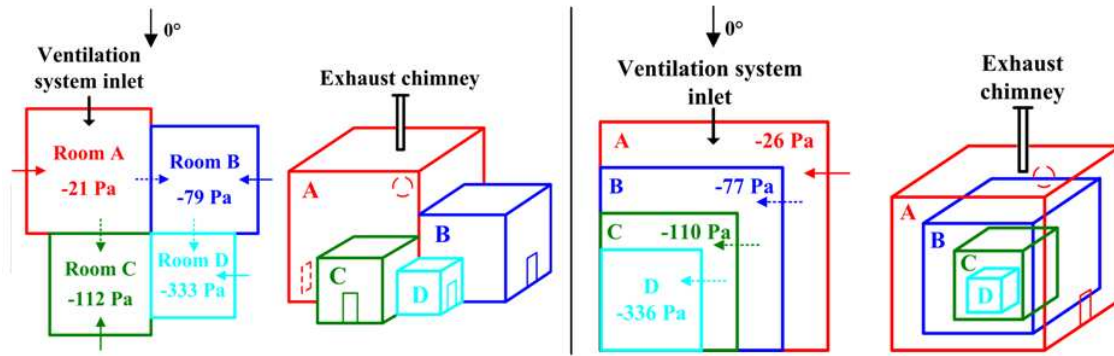 0°
Ventilation
system inlet
Exhaust chimney
Room A
-21 Pa
Room B
-79 Pa
Room C
-112 Pa
Room D
-333 Pa
A
B
C
D
0°
Ventilation system
inlet
A
-26 Pa
B
-77 Pa
C
-110 Pa
D
-336 Pa
Exhaust
chimney
A
B
C
D